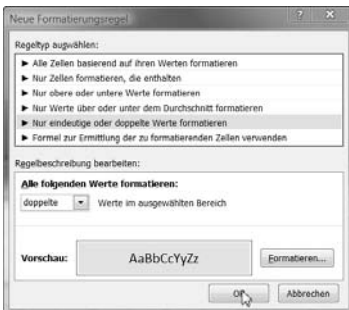 Neue Formatierungsregel
Regeltyp auswählen:
► Alle Zellen basierend auf ihren Werten formatieren
► Nur Zellen formatieren, die enthalten
► Nur obere oder untere Werte formatieren
► Nur Werte über oder unter dem Durchschnitt formatieren
► Nur eindeutige oder doppelte Werte formatieren
► Formel zur Ermittlung der zu formatierenden Zellen verwenden
Regelbeschreibung bearbeiten:
Alle folgenden Werte formatieren:
doppelte Werte im ausgewählten Bereich
Vorschau: AaBbCcYyZz Formatieren...
OK Abbrechen